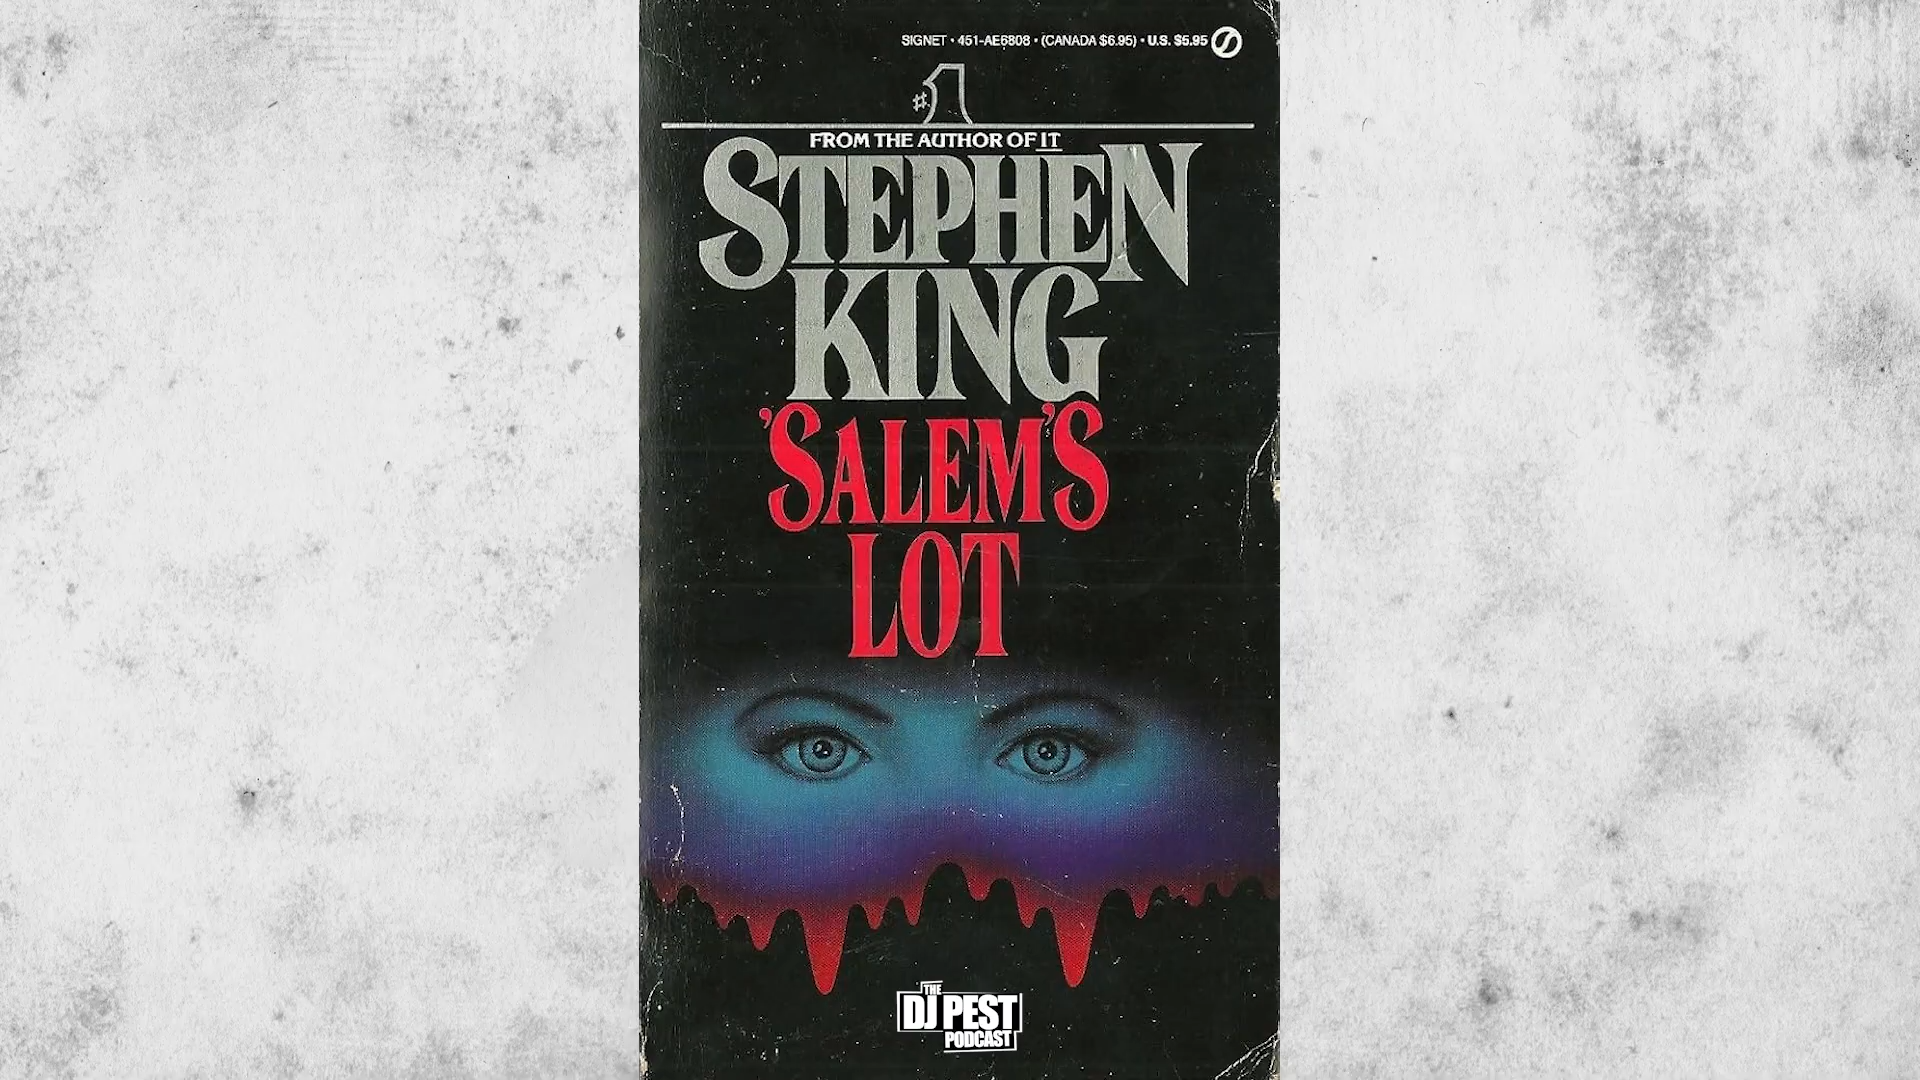 SIGNET • 451-AE6808 • (CANADA $6.95) • U.S. $5.95
#1
FROM THE AUTHOR OF IT
STEPHEN
KING
'SALEM'S
LOT
THE
DJ PEST
PODCAST